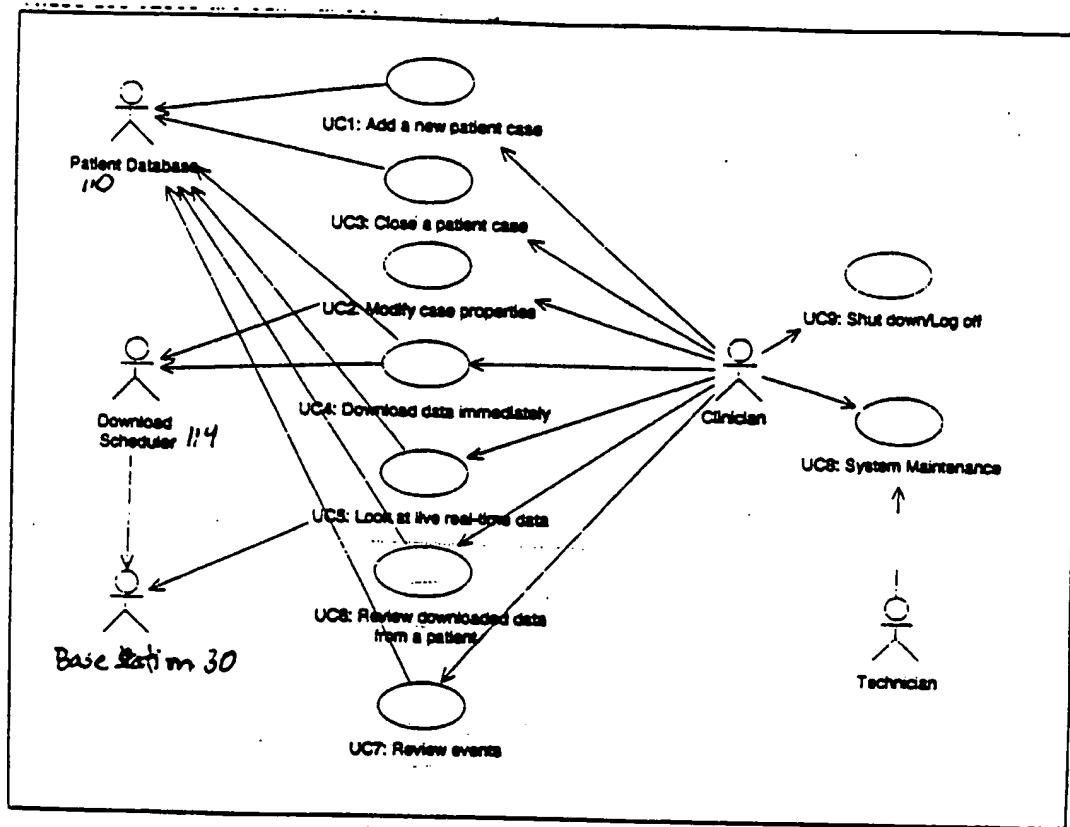 UC1: Add a new patient case
Patient Database
110
UC3: Close a patient case
UC2: Modify case properties
UC9: Shut down/Log off
UC4: Download data immediately
Clinician
Download
Scheduler 114
UC8: System Maintenance
UC5: Look at live real-time data
UC6: Review downloaded data
from a patient
Base Station 30
Technician
UC7: Review events